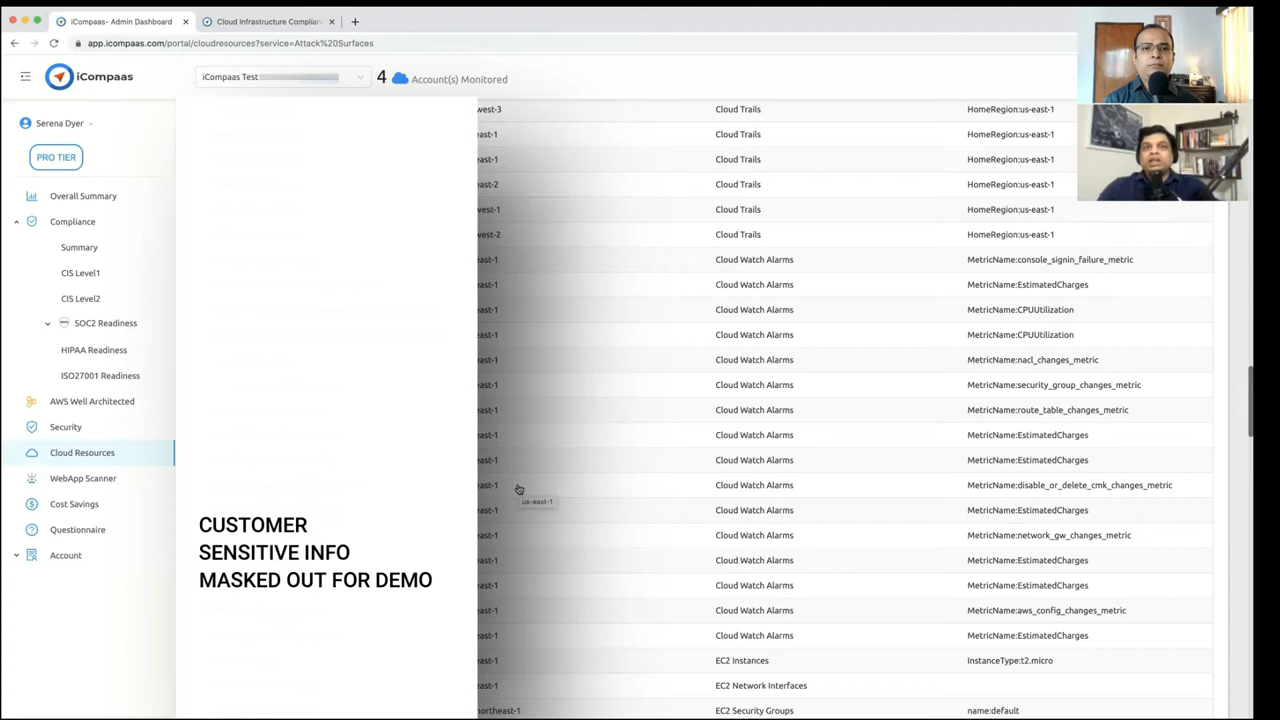 iCompaas- Admin Dashboard
Cloud Infrastructure Complian
app.icompaas.com/portal/cloudresources?service=Attack%20Surfaces
iCompaas
iCompaas Test
4 Account(s) Monitored
Serena Dyer
PRO TIER
Overall Summary
Compliance
Summary
CIS Level1
CIS Level2
SOC2 Readiness
HIPAA Readiness
ISO27001 Readiness
AWS Well Architected
Security
Cloud Resources
WebApp Scanner
Cost Savings
Questionnaire
Account
CUSTOMER
SENSITIVE INFO
MASKED OUT FOR DEMO
west-3 Cloud Trails HomeRegion:us-east-1
east-1 Cloud Trails HomeRegion:us-east-1
east-1 Cloud Trails HomeRegion:us-east-1
east-2 Cloud Trails HomeRegion:us-east-1
west-1 Cloud Trails HomeRegion:us-east-1
west-2 Cloud Trails HomeRegion:us-east-1
east-1 Cloud Watch Alarms MetricName:console_signin_failure_metric
east-1 Cloud Watch Alarms MetricName:EstimatedCharges
east-1 Cloud Watch Alarms MetricName:CPUUtilization
east-1 Cloud Watch Alarms MetricName:CPUUtilization
east-1 Cloud Watch Alarms MetricName:nacl_changes_metric
east-1 Cloud Watch Alarms MetricName:security_group_changes_metric
east-1 Cloud Watch Alarms MetricName:route_table_changes_metric
east-1 Cloud Watch Alarms MetricName:EstimatedCharges
east-1 Cloud Watch Alarms MetricName:EstimatedCharges
east-1 Cloud Watch Alarms MetricName:disable_or_delete_cmk_changes_metric
us-east-1
east-1 Cloud Watch Alarms MetricName:EstimatedCharges
east-1 Cloud Watch Alarms MetricName:network_gw_changes_metric
east-1 Cloud Watch Alarms MetricName:EstimatedCharges
east-1 Cloud Watch Alarms MetricName:EstimatedCharges
east-1 Cloud Watch Alarms MetricName:aws_config_changes_metric
east-1 Cloud Watch Alarms MetricName:EstimatedCharges
east-1 EC2 Instances InstanceType:t2.micro
east-1 EC2 Network Interfaces
northeast-1 EC2 Security Groups name:default